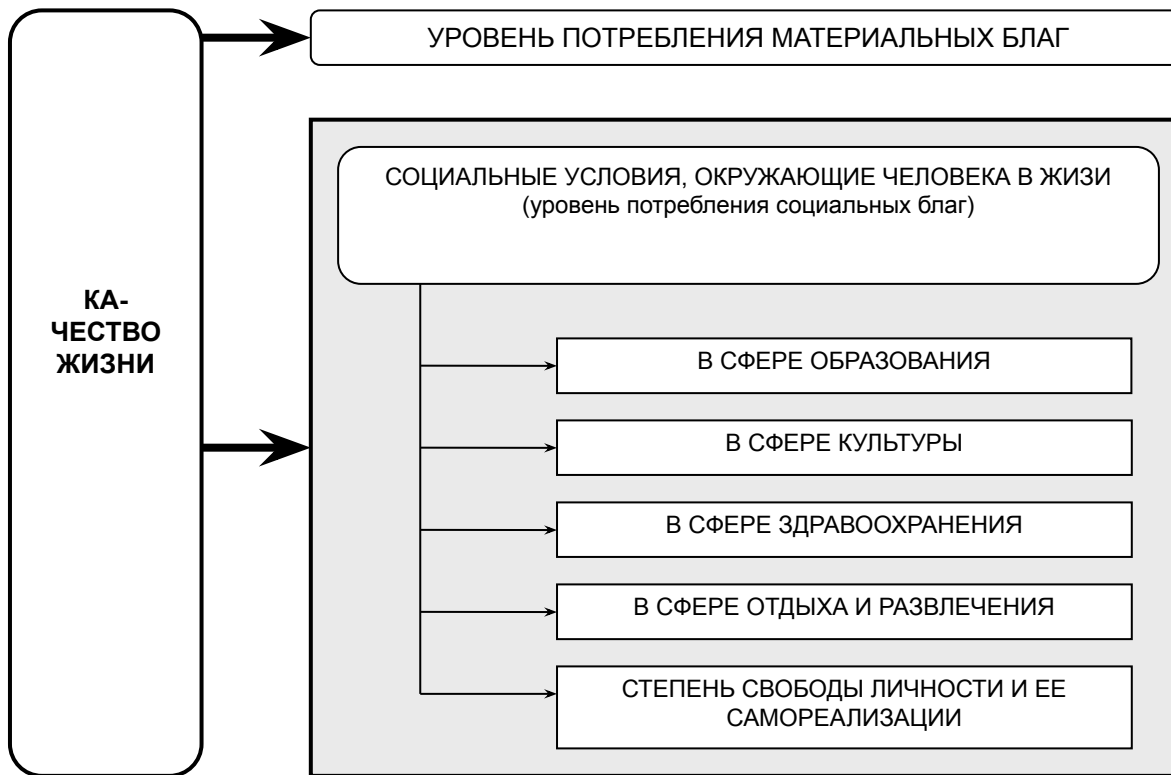 УРОВЕНЬ ПОТРЕБЛЕНИЯ МАТЕРИАЛЬНЫХ БЛАГ
СОЦИАЛЬНЫЕ УСЛОВИЯ, ОКРУЖАЮЩИЕ ЧЕЛОВЕКА В ЖИЗИ
(уровень потребления социальных благ)
КА-
ЧЕСТВО
ЖИЗНИ
В СФЕРЕ ОБРАЗОВАНИЯ
В СФЕРЕ КУЛЬТУРЫ
В СФЕРЕ ЗДРАВООХРАНЕНИЯ
В СФЕРЕ ОТДЫХА И РАЗВЛЕЧЕНИЯ
СТЕПЕНЬ СВОБОДЫ ЛИЧНОСТИ И ЕЕ
САМОРЕАЛИЗАЦИИ